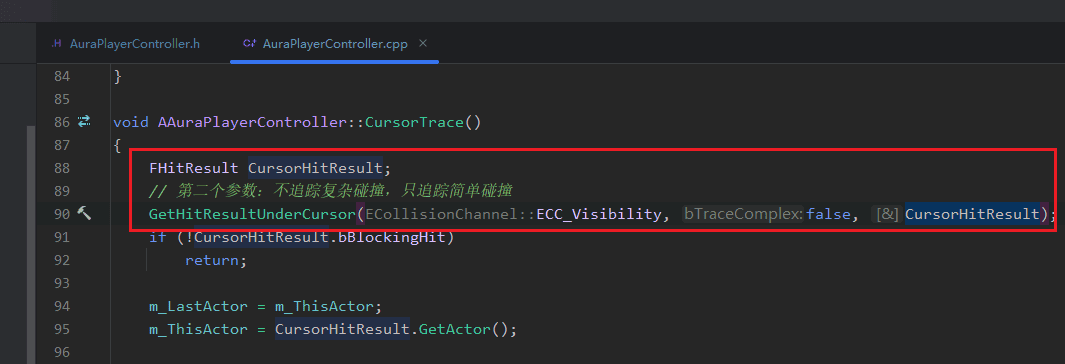 AuraPlayerController.h
AuraPlayerController.cpp
84 }
85
86 void AAuraPlayerController::CursorTrace()
87 {
88 FHitResult CursorHitResult;
89 // 第二个参数：不追踪复杂碰撞，只追踪简单碰撞
90 GetHitResultUnderCursor(ECollisionChannel::ECC_Visibility, bTraceComplex:false, [&]CursorHitResult);
91 if (!CursorHitResult.bBlockingHit)
92 return;
93
94 m_LastActor = m_ThisActor;
95 m_ThisActor = CursorHitResult.GetActor();
96